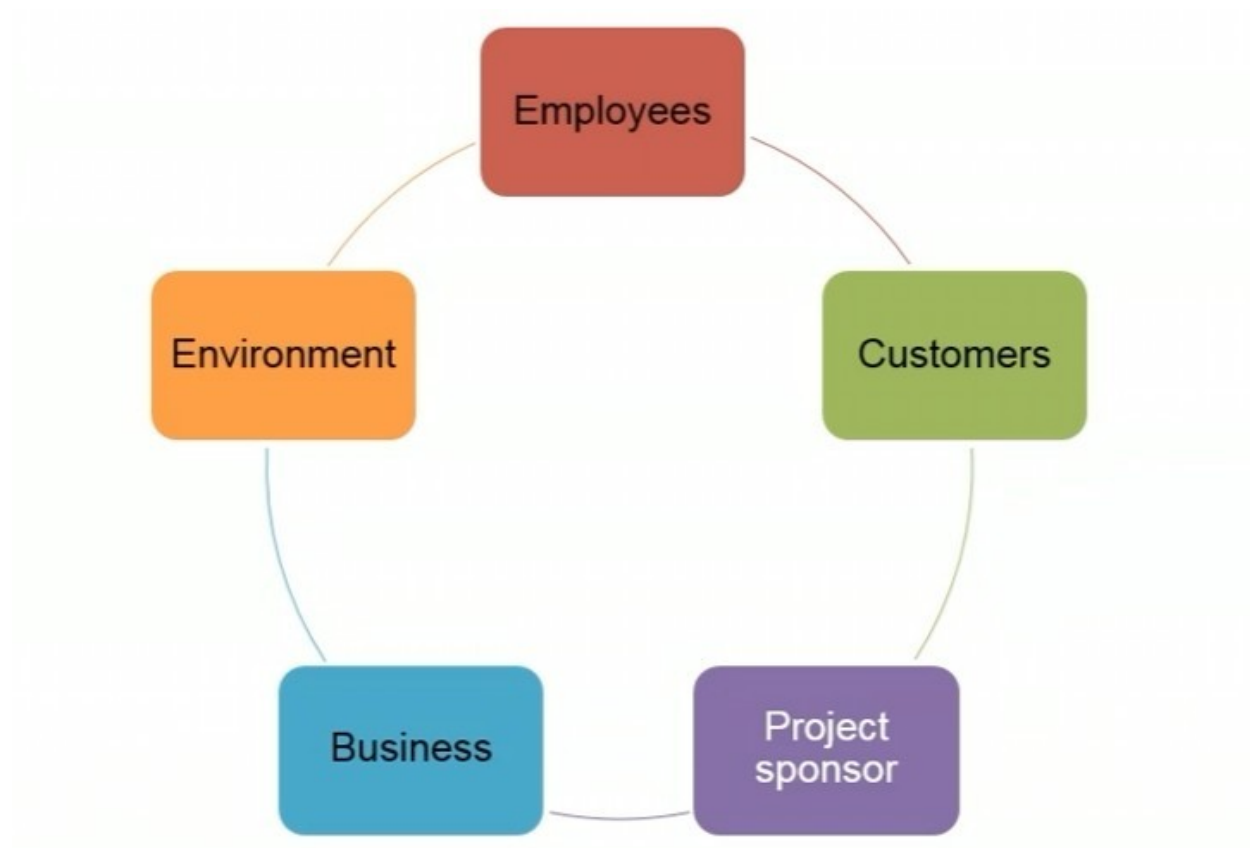 Employees
Customers
Project
sponsor
Business
Environment